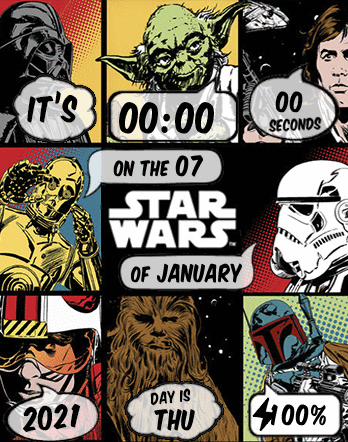 IT'S
00:00
00
SECONDS
ON THE 07
STAR
WARS
OF JANUARY
2021
DAY IS
THU
100%